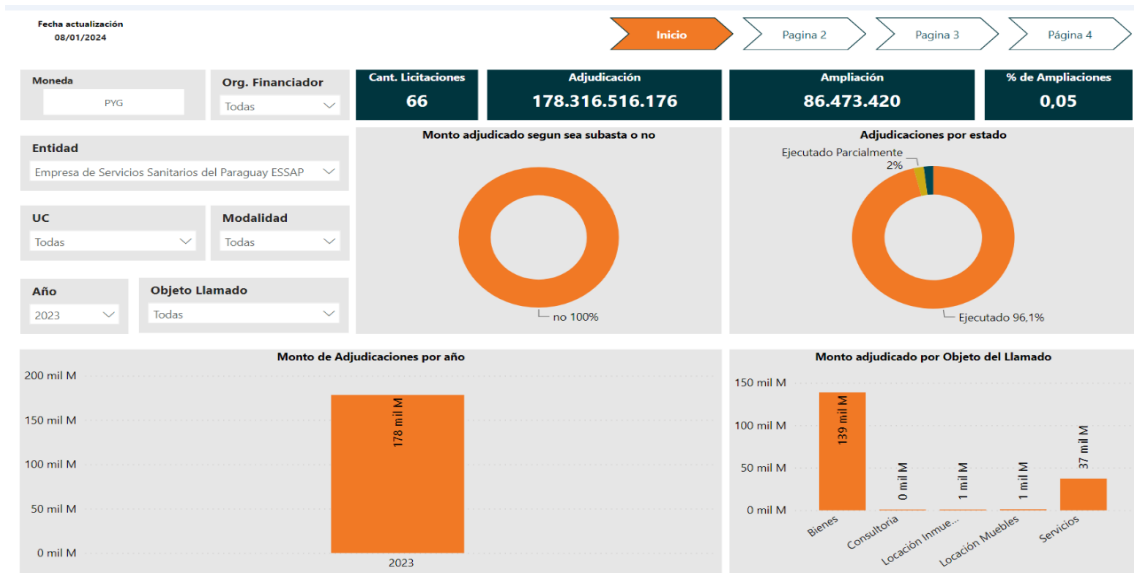 Fecha actualización
08/01/2024
Inicio
Pagina 2
Pagina 3
Página 4
Moneda
PYG
Org. Financiador
Todas
Cant. Licitaciones
66
Adjudicación
178.316.516.176
Ampliación
86.473.420
% de Ampliaciones
0,05
Entidad
Empresa de Servicios Sanitarios del Paraguay ESSAP
UC
Todas
Modalidad
Todas
Año
2023
Objeto Llamado
Todas
Monto adjudicado segun sea subasta o no
no 100%
Adjudicaciones por estado
Ejecutado Parcialmente
2%
Ejecutado 96,1%
Monto de Adjudicaciones por año
200 mil M
150 mil M
100 mil M
50 mil M
0 mil M
178 mil M
2023
Monto adjudicado por Objeto del Llamado
150 mil M
100 mil M
50 mil M
0 mil M
139 mil M
0 mil M
1 mil M
1 mil M
37 mil M
Bienes
Consultoria
Locación Inmue...
Locación Muebles
Servicios